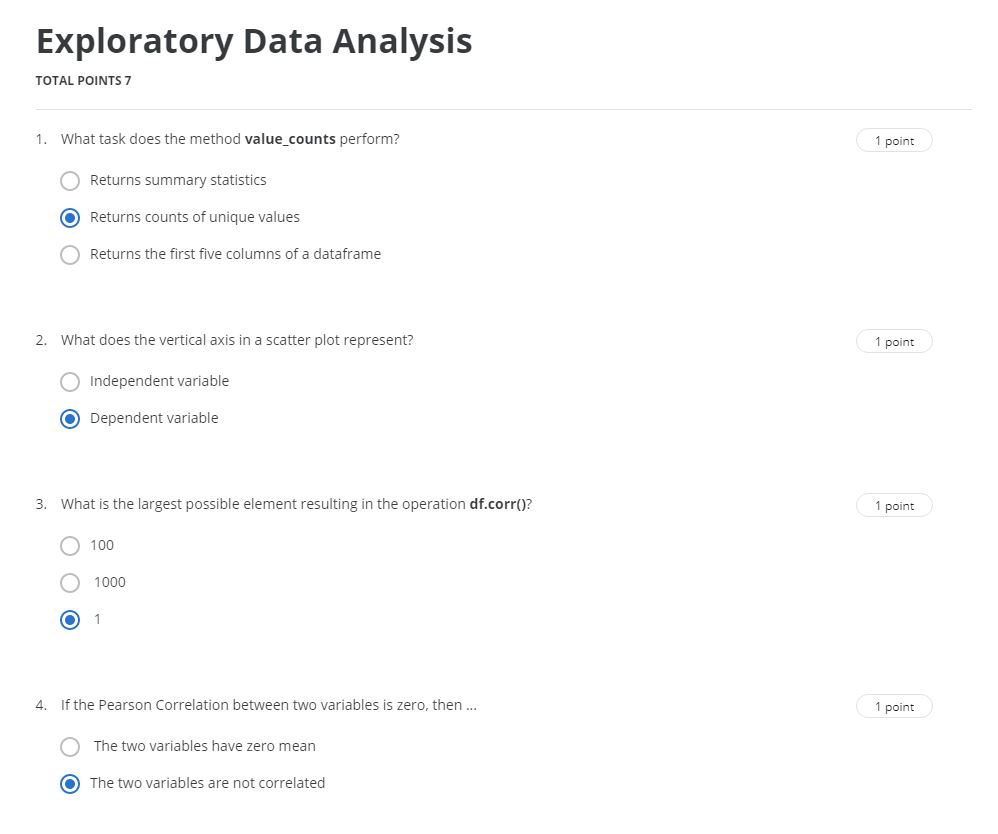 Exploratory Data Analysis
TOTAL POINTS 7
1. What task does the method value_counts perform?
1 point
Returns summary statistics
Returns counts of unique values
Returns the first five columns of a dataframe
2. What does the vertical axis in a scatter plot represent?
1 point
Independent variable
Dependent variable
3. What is the largest possible element resulting in the operation df.corr()?
1 point
100
1000
1
4. If the Pearson Correlation between two variables is zero, then ...
1 point
The two variables have zero mean
The two variables are not correlated